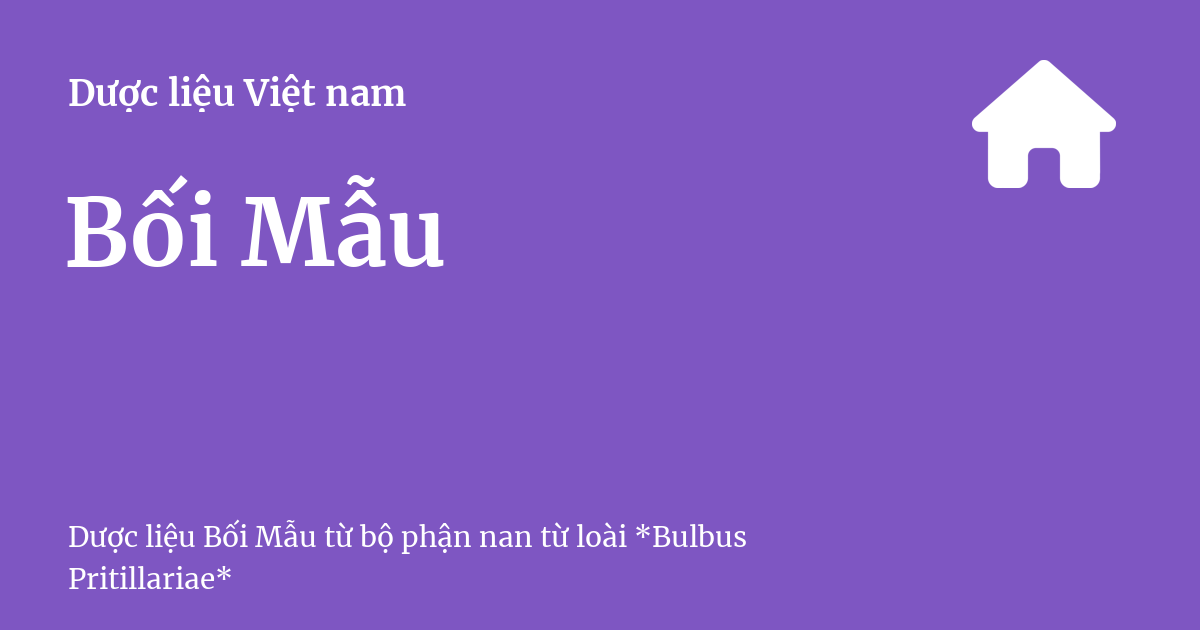 Dược liệu Việt nam
Bối Mẫu
Dược liệu Bối Mẫu từ bộ phận nan từ loài *Bulbus
Pritillariae*